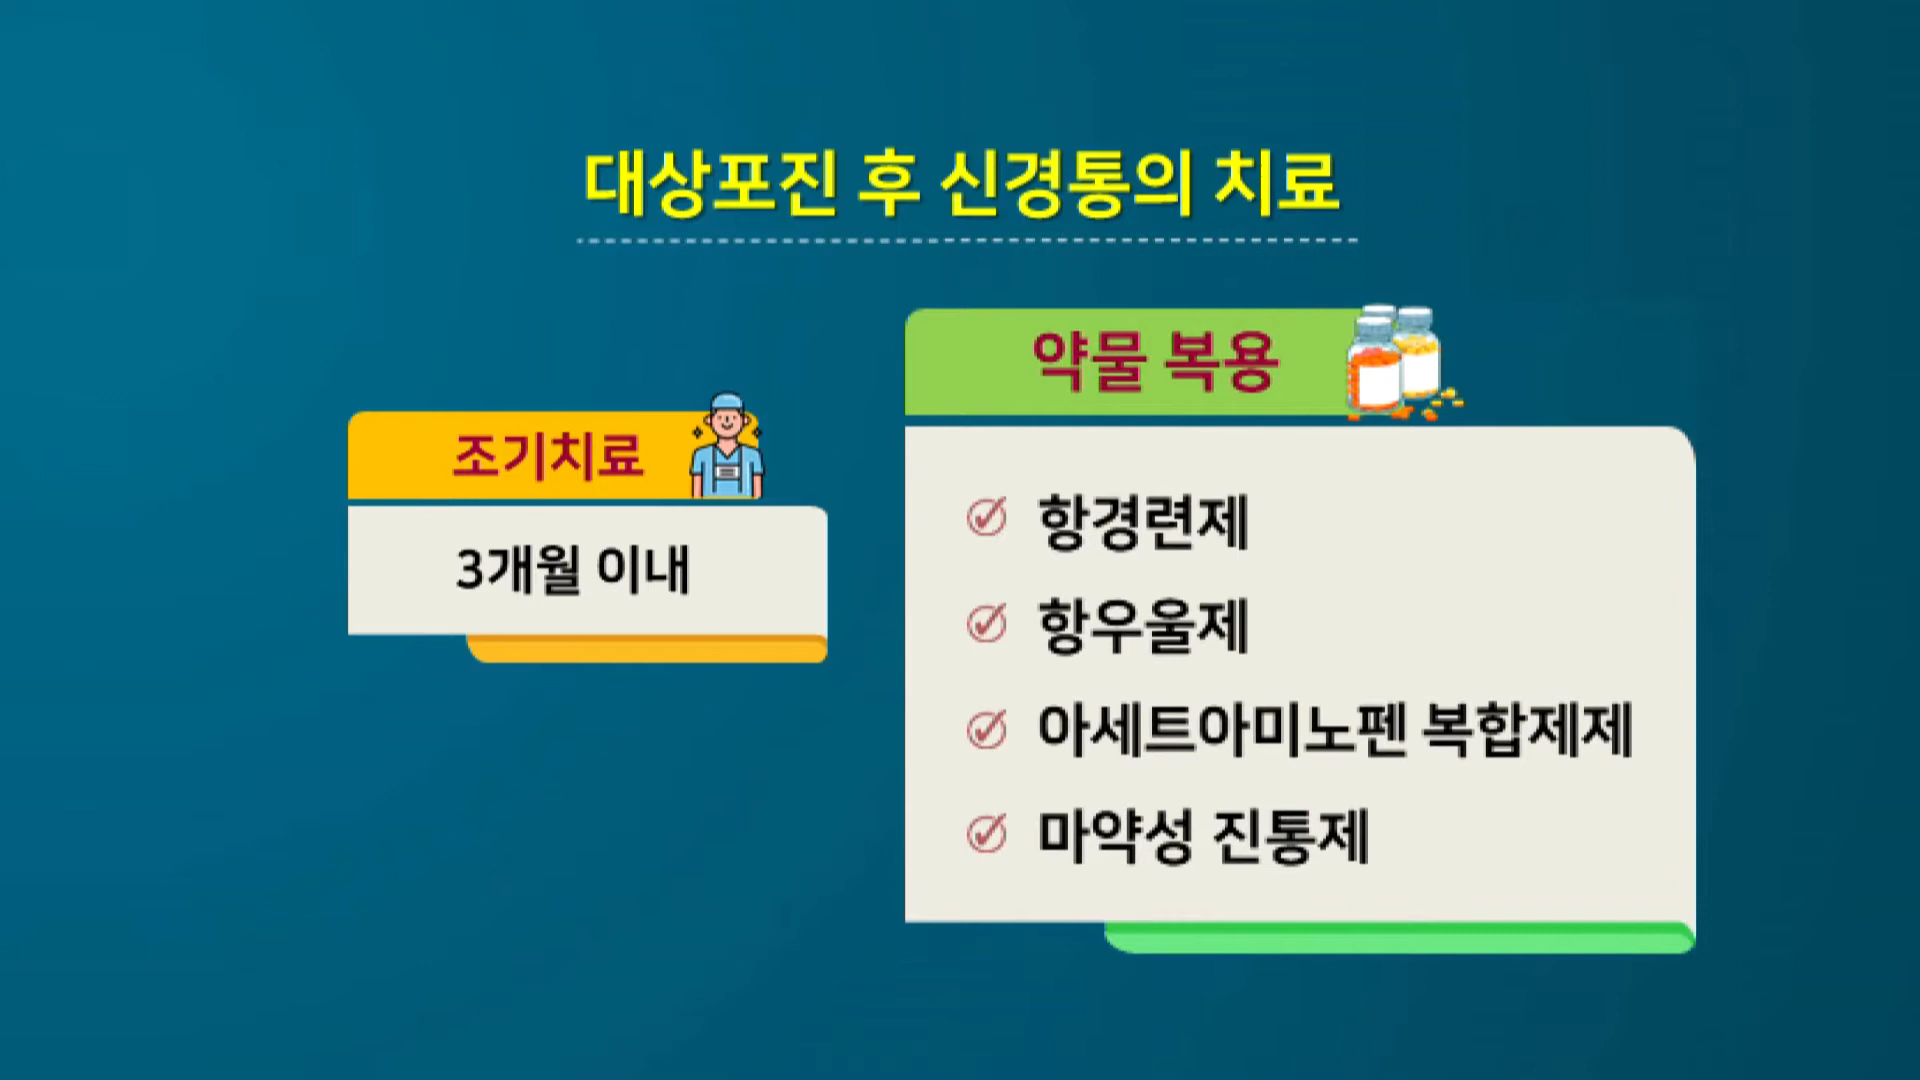 대상포진 후 신경통의 치료
조기치료
3개월 이내
약물 복용
항경련제
항우울제
아세트아미노펜 복합제제
마약성 진통제